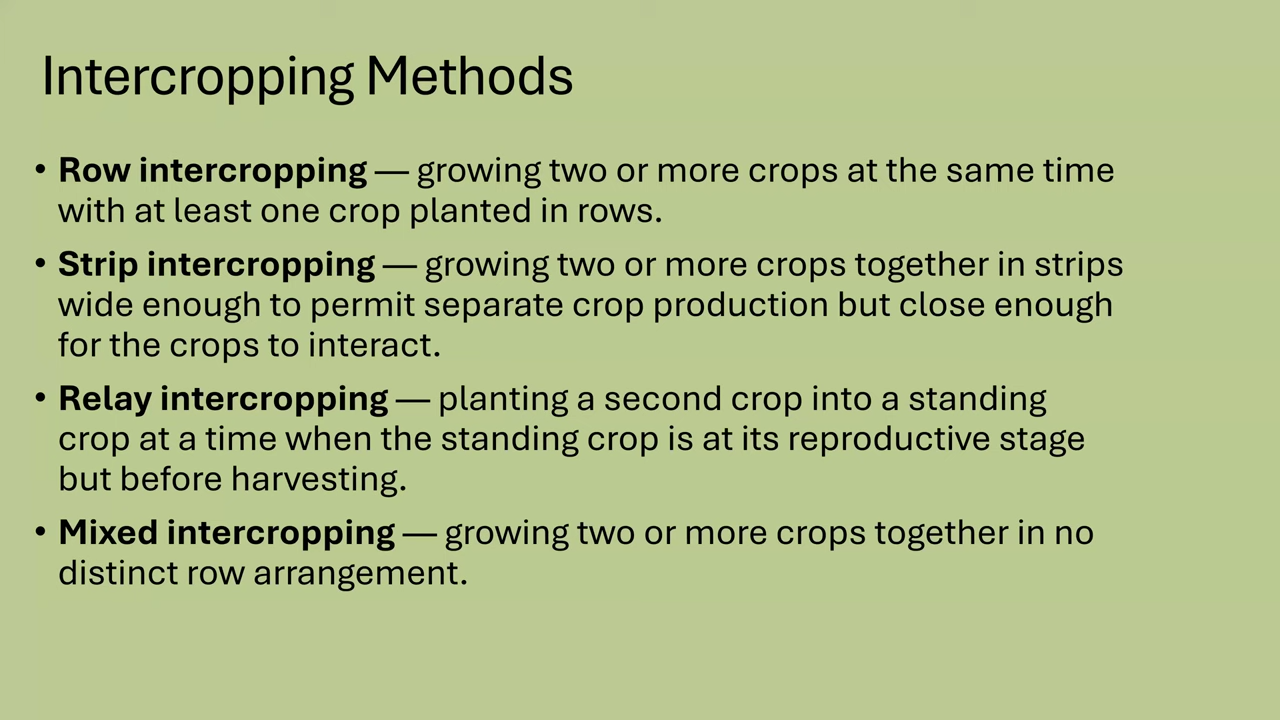 Intercropping Methods
• Row intercropping — growing two or more crops at the same time
with at least one crop planted in rows.
• Strip intercropping — growing two or more crops together in strips
wide enough to permit separate crop production but close enough
for the crops to interact.
• Relay intercropping — planting a second crop into a standing
crop at a time when the standing crop is at its reproductive stage
but before harvesting.
• Mixed intercropping — growing two or more crops together in no
distinct row arrangement.